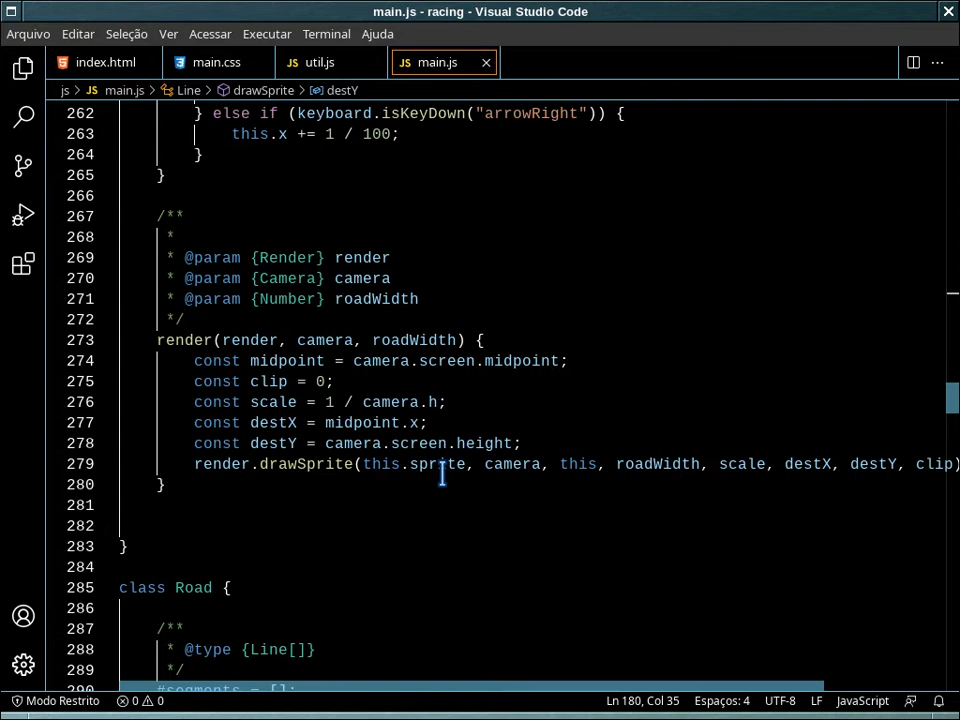 main.js - racing - Visual Studio Code
Arquivo Editar Seleção Ver Acessar Executar Terminal Ajuda
index.html main.css JS util.js JS main.js
js > JS main.js > Line > drawSprite > destY
262 } else if (keyboard.isKeyDown("arrowRight")) {
263 this.x += 1 / 100;
264 }
265 }
266
267 /**
268 *
269 * @param {Render} render
270 * @param {Camera} camera
271 * @param {Number} roadWidth
272 */
273 render(render, camera, roadWidth) {
274 const midpoint = camera.screen.midpoint;
275 const clip = 0;
276 const scale = 1 / camera.h;
277 const destX = midpoint.x;
278 const destY = camera.screen.height;
279 render.drawSprite(this.sprite, camera, this, roadWidth, scale, destX, destY, clip)
280 }
281
282
283 }
284
285 class Road {
286
287 /**
288 * @type {Line[]}
289 */
290 #segments = [];
Modo Restrito 0 0 Ln 180, Col 35 Espaços: 4 UTF-8 LF JavaScript